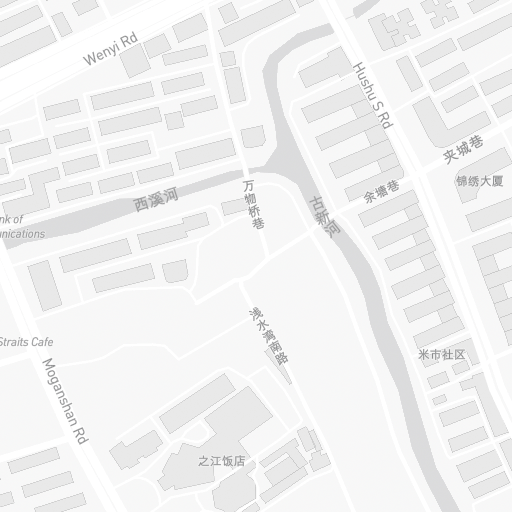 Wenyi Rd
Hushu S Rd
夹城巷
锦绣大厦
余塘巷
西溪河
万物桥巷
古新河
nk of
nunications
浅水湾南路
Straits Cafe
米市社区
Moganshan Rd
之江饭店